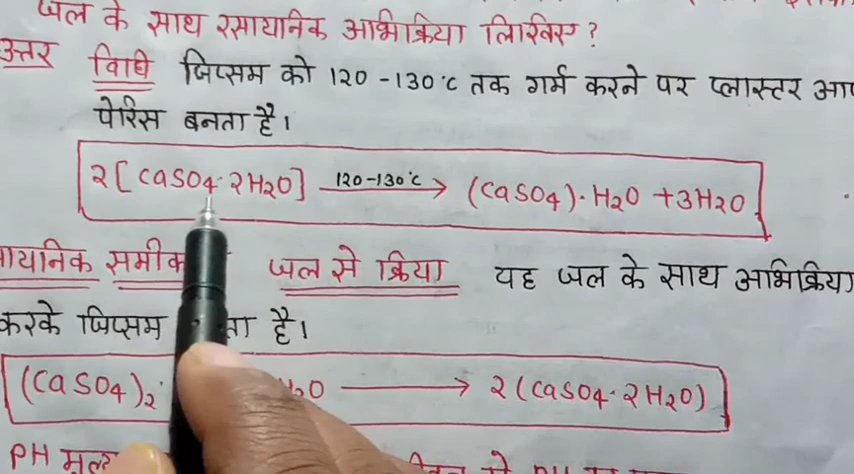 जल के साथ रसायनिक अभिक्रिया लिखिए?
उत्तर विधि जिप्सम को 120-130°c तक गर्म करने पर प्लास्टर
पेरिस बनता है।
2[CaSO4·2H2O] 120-130°c → (CaSO4)·H2O +3H2O
जल से क्रिया यह जल के साथ अभिक्रिया
करके जिप्सम है।
(CaSO4)2· → 2(CaSO4·2H2O)
PH